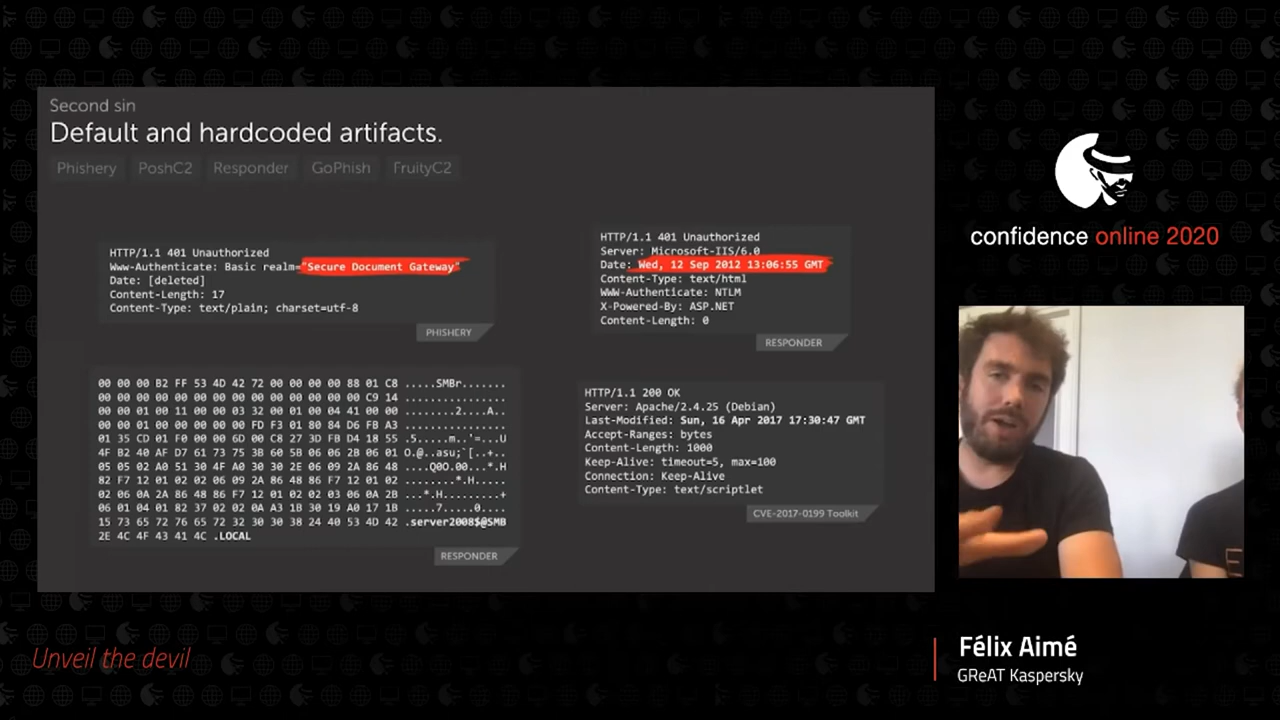 Second sin
Default and hardcoded artifacts.
Phishery PoshC2 Responder GoPhish FruityC2
HTTP/1.1 401 Unauthorized
Www-Authenticate: Basic realm="Secure Document Gateway"
Date: [deleted]
Content-Length: 17
Content-Type: text/plain; charset=utf-8
PHISHERY
HTTP/1.1 401 Unauthorized
Server: Microsoft-IIS/6.0
Date: Wed, 12 Sep 2012 13:06:55 GMT
Content-Type: text/html
WWW-Authenticate: NTLM
X-Powered-By: ASP.NET
Content-Length: 0
RESPONDER
00 00 00 B2 FF 53 4D 42 72 00 00 00 00 88 01 C8 .....SMBr.......
00 00 00 00 00 00 00 00 00 00 00 00 00 00 C9 14 ................
00 00 01 00 11 00 00 03 32 00 01 00 04 41 00 00 ........2....A..
00 00 01 00 00 00 00 00 FD F3 01 80 84 D6 FB A3 ................
01 35 CD 01 F0 00 00 6D 00 C8 27 3D FB D4 18 55 .5.....m..'=...U
4F B2 40 AF D7 61 73 75 3B 60 5B 06 06 2B 06 01 O.@..asu;`[..+..
05 05 02 A0 51 30 4F A0 30 30 2E 06 09 2A 86 48 ....Q0O.00...*.H
82 F7 12 01 02 02 06 09 2A 86 48 86 F7 12 01 02 ........*.H.....
02 06 0A 2A 86 48 86 F7 12 01 02 02 03 06 0A 2B ...*.H.........+
06 01 04 01 82 37 02 02 0A A3 1B 30 19 A0 17 1B .....7.....0....
15 73 65 72 76 65 72 32 30 30 38 24 40 53 4D 42 .server2008$@SMB
2E 4C 4F 43 41 4C .LOCAL
RESPONDER
HTTP/1.1 200 OK
Server: Apache/2.4.25 (Debian)
Last-Modified: Sun, 16 Apr 2017 17:30:47 GMT
Accept-Ranges: bytes
Content-Length: 1000
Keep-Alive: timeout=5, max=100
Connection: Keep-Alive
Content-Type: text/scriptlet
CVE-2017-0199 Toolkit
confidence online 2020
Unveil the devil
Félix Aimé
GReAT Kaspersky